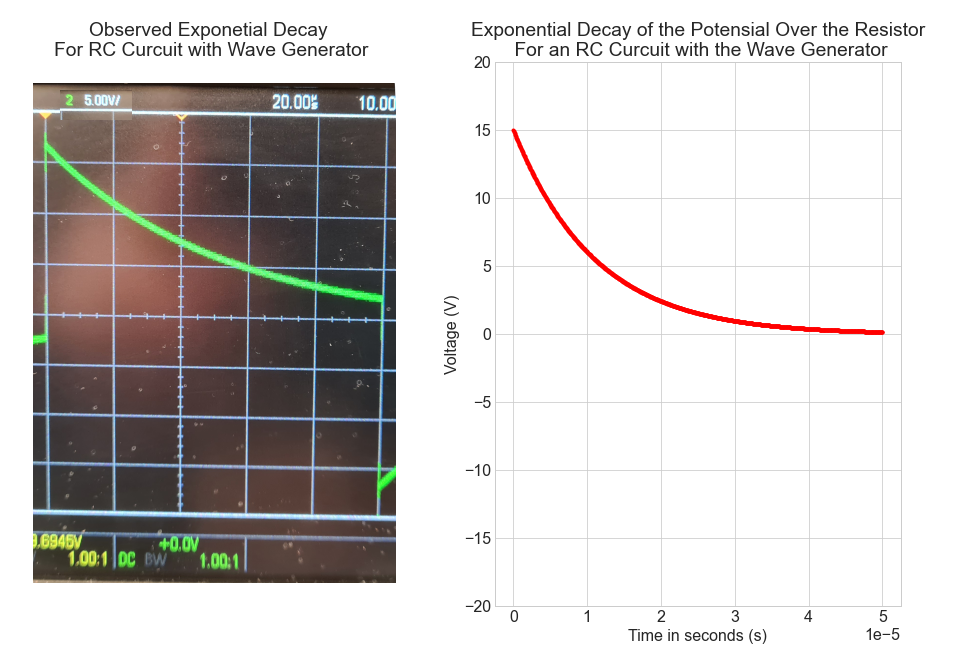 Observed Exponetial Decay
For RC Curcuit with Wave Generator
2 5.00V/ 20.00 10.00
.6945V
+0.0V
1.00:1 DC BW 1.00:1
Exponential Decay of the Potensial Over the Resistor
For an RC Curcuit with the Wave Generator
20
15
10
5
0
−5
−10
−15
−20
Voltage (V)
0 1 2 3 4 5
Time in seconds (s)
1e−5